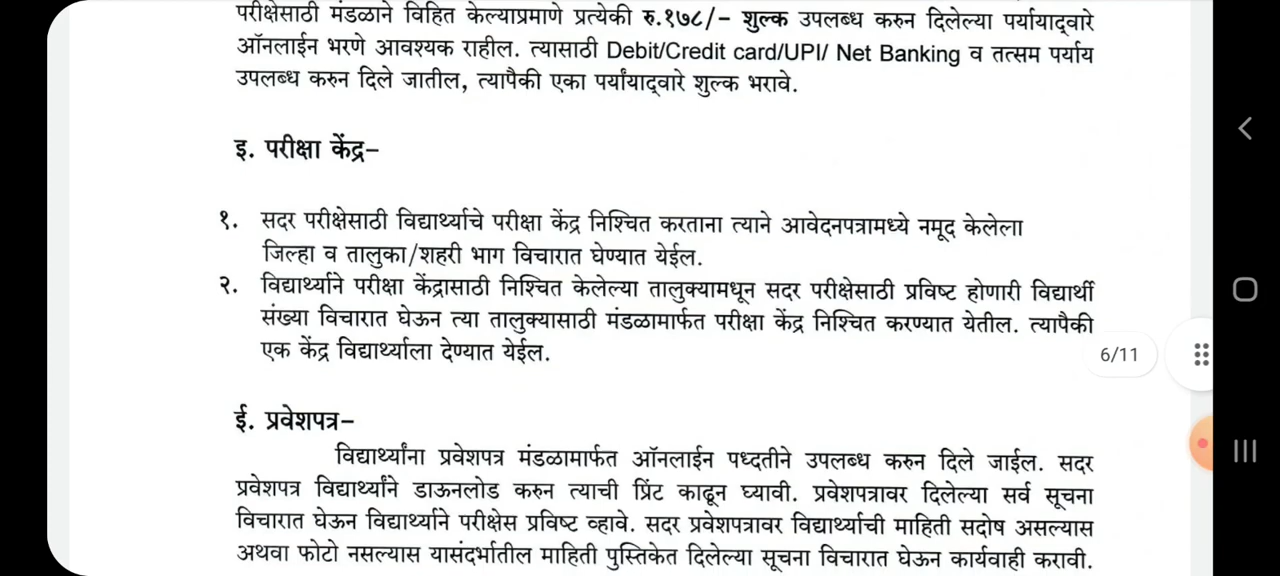 परीक्षेसाठी मंडळाने विहित केल्याप्रमाणे प्रत्येकी रु.१७८/- शुल्क उपलब्ध करुन दिलेल्या पर्यायाद्वारे
ऑनलाईन भरणे आवश्यक राहील. त्यासाठी Debit/Credit card/UPI/ Net Banking व तत्सम पर्याय
उपलब्ध करुन दिले जातील, त्यापैकी एका पर्यांयाद्वारे शुल्क भरावे.
इ. परीक्षा केंद्र–
१. सदर परीक्षेसाठी विद्यार्थ्याचे परीक्षा केंद्र निश्चित करताना त्याने आवेदनपत्रामध्ये नमूद केलेला
जिल्हा व तालुका/शहरी भाग विचारात घेण्यात येईल.
२. विद्यार्थ्याने परीक्षा केंद्रासाठी निश्चित केलेल्या तालुक्यामधून सदर परीक्षेसाठी प्रविष्ट होणारी विद्यार्थी
संख्या विचारात घेऊन त्या तालुक्यासाठी मंडळामार्फत परीक्षा केंद्र निश्चित करण्यात येतील. त्यापैकी
एक केंद्र विद्यार्थ्याला देण्यात येईल.
6/11
ई. प्रवेशपत्र–
विद्यार्थ्यांना प्रवेशपत्र मंडळामार्फत ऑनलाईन पध्दतीने उपलब्ध करुन दिले जाईल. सदर
प्रवेशपत्र विद्यार्थ्यांने डाऊनलोड करुन त्याची प्रिंट काढून घ्यावी. प्रवेशपत्रावर दिलेल्या सर्व सूचना
विचारात घेऊन विद्यार्थ्याने परीक्षेस प्रविष्ट व्हावे. सदर प्रवेशपत्रावर विद्यार्थ्याची माहिती सदोष असल्यास
अथवा फोटो नसल्यास यासंदर्भातील माहिती पुस्तिकेत दिलेल्या सूचना विचारात घेऊन कार्यवाही करावी.